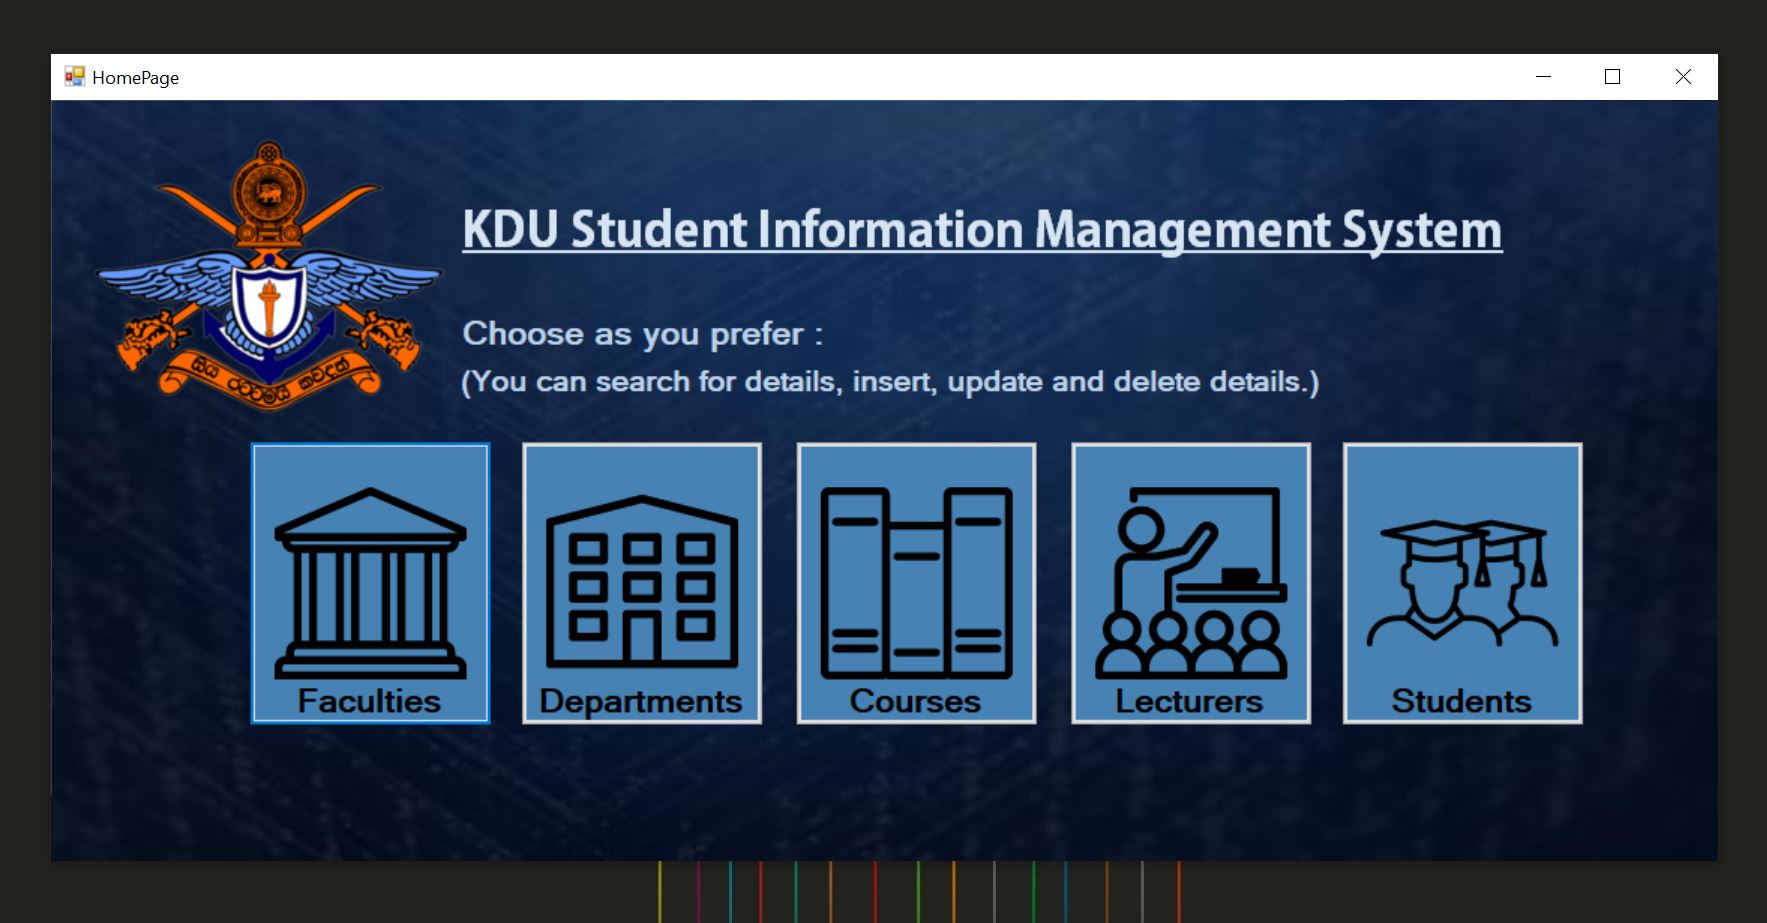 HomePage
KDU Student Information Management System
Choose as you prefer :
(You can search for details, insert, update and delete details.)
Faculties
Departments
Courses
Lecturers
Students